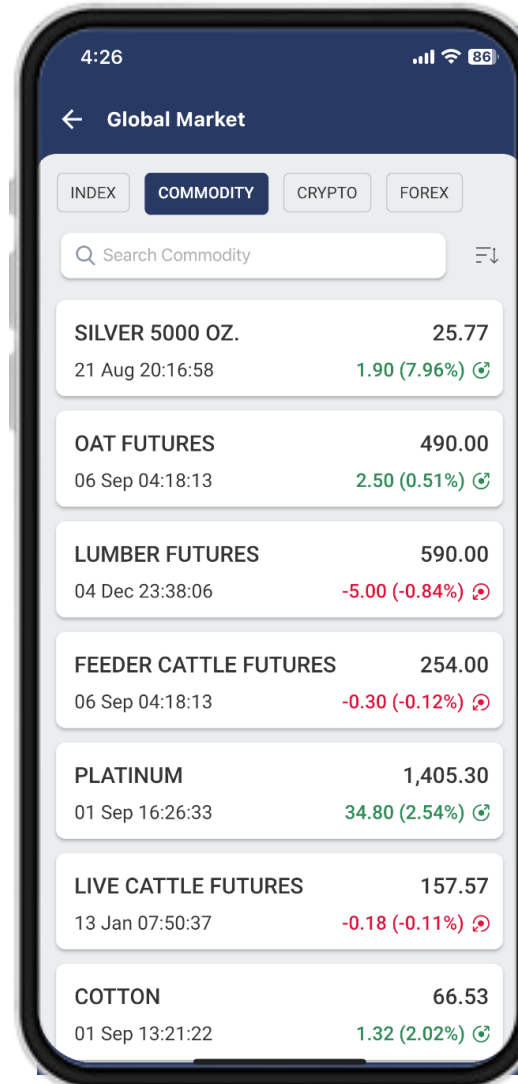 4:26
86
Global Market
INDEX COMMODITY CRYPTO FOREX
Search Commodity
SILVER 5000 OZ. 25.77
21 Aug 20:16:58 1.90 (7.96%)
OAT FUTURES 490.00
06 Sep 04:18:13 2.50 (0.51%)
LUMBER FUTURES 590.00
04 Dec 23:38:06 -5.00 (-0.84%)
FEEDER CATTLE FUTURES 254.00
06 Sep 04:18:13 -0.30 (-0.12%)
PLATINUM 1,405.30
01 Sep 16:26:33 34.80 (2.54%)
LIVE CATTLE FUTURES 157.57
13 Jan 07:50:37 -0.18 (-0.11%)
COTTON 66.53
01 Sep 13:21:22 1.32 (2.02%)